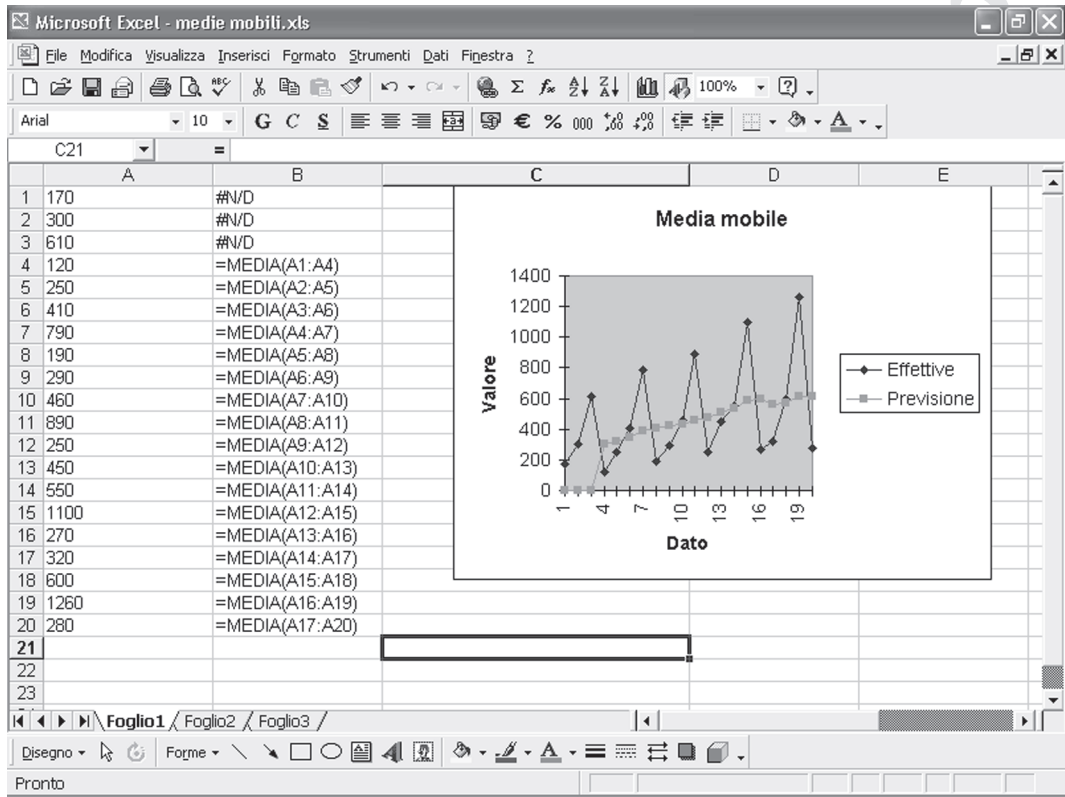 Microsoft Excel - medie mobili.xls
File Modifica Visualizza Inserisci Formato Strumenti Dati Finestra ?
100%
Arial 10 G C S € % 000
C21 =
A B C D E
1 170 #N/D
2 300 #N/D
3 610 #N/D
4 120 =MEDIA(A1:A4)
5 250 =MEDIA(A2:A5)
6 410 =MEDIA(A3:A6)
7 790 =MEDIA(A4:A7)
8 190 =MEDIA(A5:A8)
9 290 =MEDIA(A6:A9)
10 460 =MEDIA(A7:A10)
11 890 =MEDIA(A8:A11)
12 250 =MEDIA(A9:A12)
13 450 =MEDIA(A10:A13)
14 550 =MEDIA(A11:A14)
15 1100 =MEDIA(A12:A15)
16 270 =MEDIA(A13:A16)
17 320 =MEDIA(A14:A17)
18 600 =MEDIA(A15:A18)
19 1260 =MEDIA(A16:A19)
20 280 =MEDIA(A17:A20)
21
22
23
Media mobile
1400
1200
1000
800
600
400
200
0
Valore
1 4 7 10 13 16 19
Dato
Effettive
Previsione
Foglio1 Foglio2 Foglio3
Disegno Forme
Pronto